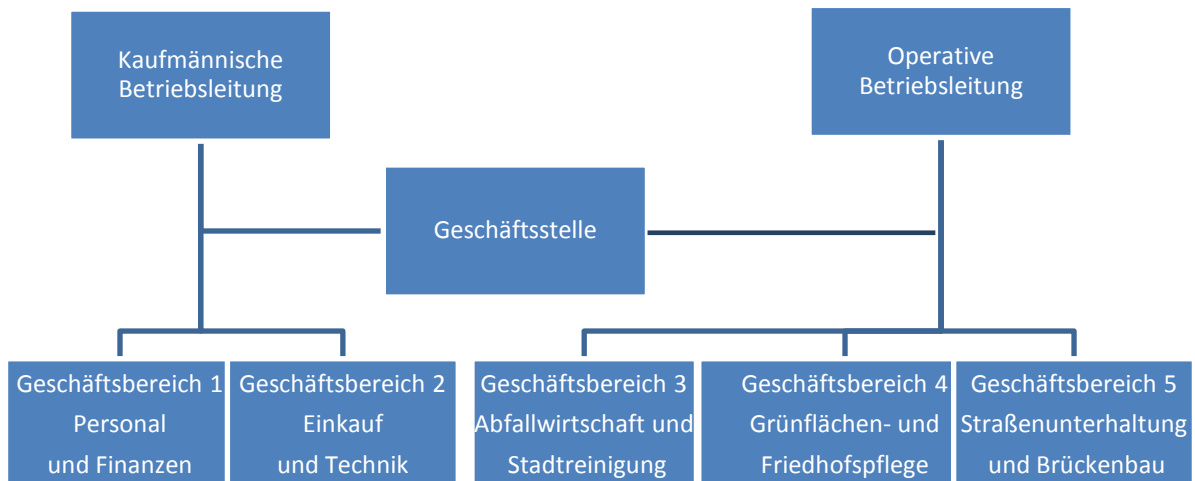 Kaufmännische
Betriebsleitung
Operative
Betriebsleitung
Geschäftsstelle
Geschäftsbereich 1
Personal
und Finanzen
Geschäftsbereich 2
Einkauf
und Technik
Geschäftsbereich 3
Abfallwirtschaft und
Stadtreinigung
Geschäftsbereich 4
Grünflächen- und
Friedhofspflege
Geschäftsbereich 5
Straßenunterhaltung
und Brückenbau